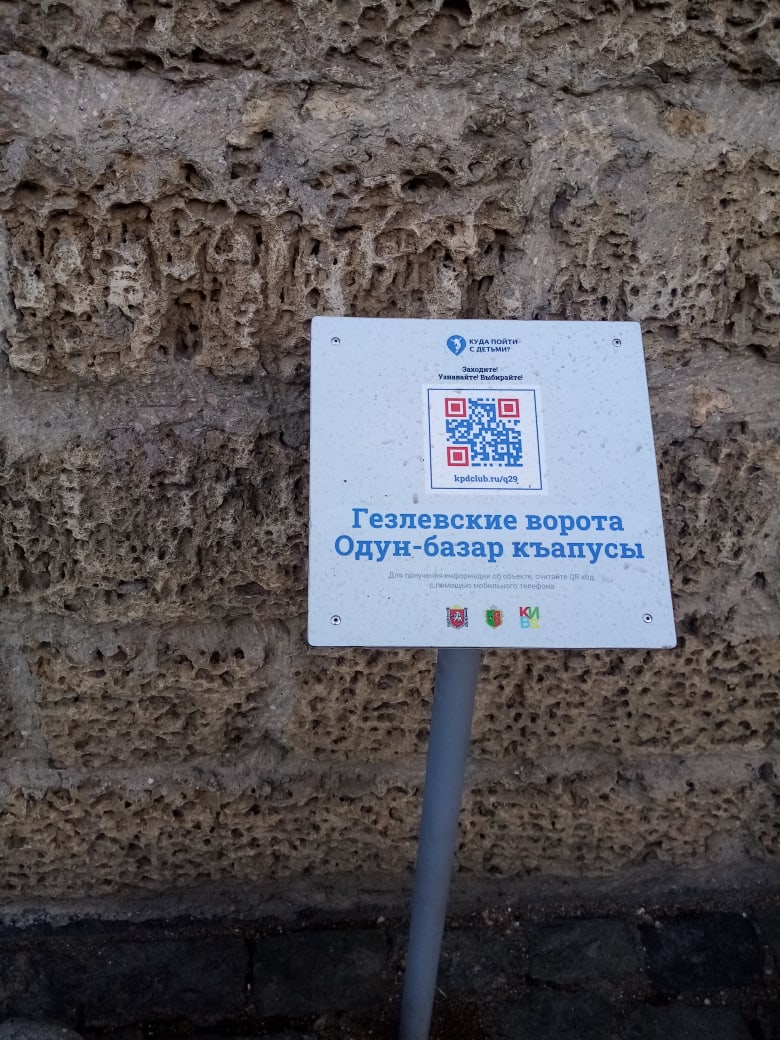 КУДА ПОЙТИ
С ДЕТЬМИ?
Заходите!
Узнавайте! Выбирайте!
kpdclub.ru/q29
Гезлевские ворота
Одун-базар къапусы
Для получения информации об объекте, считайте QR код
с помощью мобильного телефона